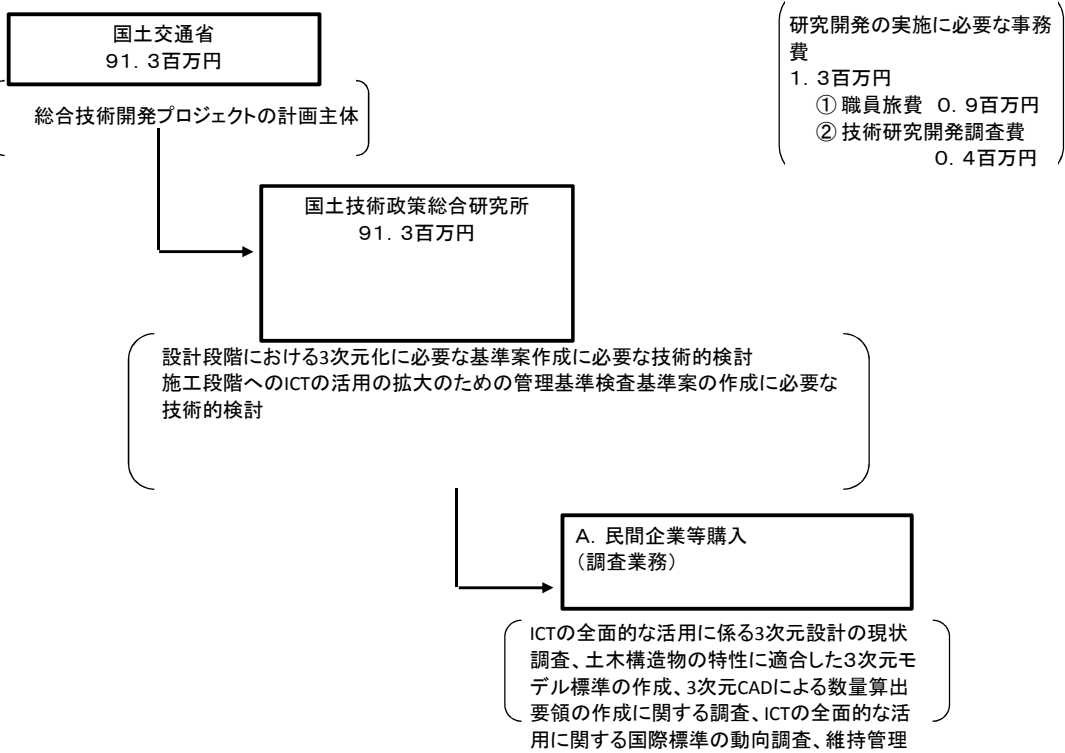 国土交通省
91．3百万円
総合技術開発プロジェクトの計画主体
研究開発の実施に必要な事務
費
1．3百万円
① 職員旅費　0．9百万円
② 技術研究開発調査費
0．4百万円
国土技術政策総合研究所
91．3百万円
設計段階における3次元化に必要な基準案作成に必要な技術的検討
施工段階へのICTの活用の拡大のための管理基準検査基準案の作成に必要な
技術的検討
A．民間企業等購入
（調査業務）
ICTの全面的な活用に係る3次元設計の現状
調査、土木構造物の特性に適合した３次元モ
デル標準の作成、3次元CADによる数量算出
要領の作成に関する調査、ICTの全面的な活
用に関する国際標準の動向調査、維持管理